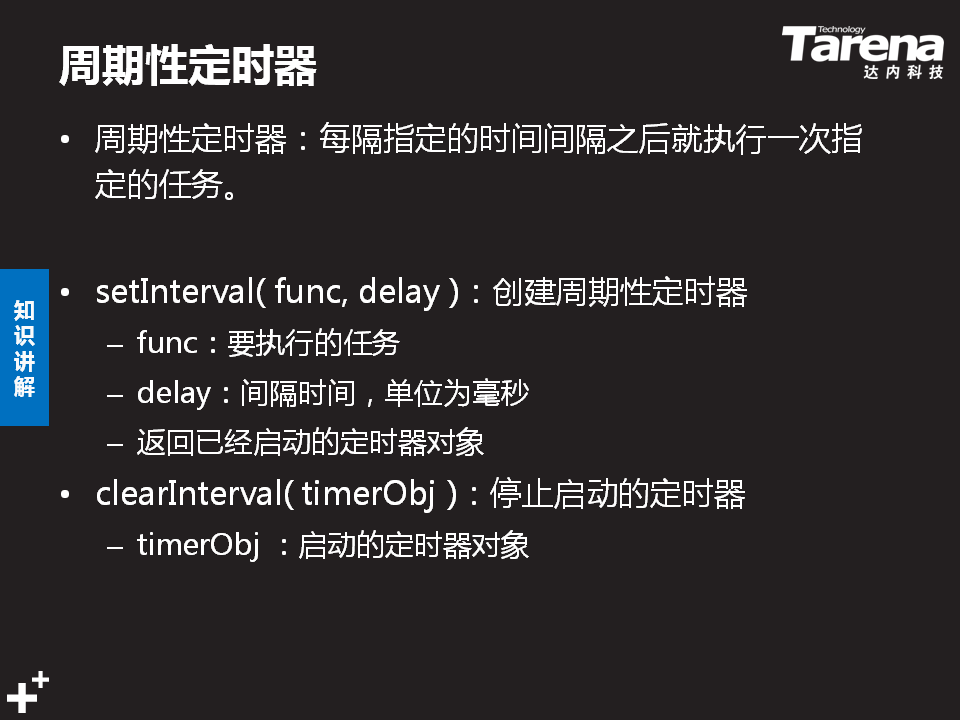 周期性定时器
Technology
Tarena
达内科技
• 周期性定时器：每隔指定的时间间隔之后就执行一次指
定的任务。
• setInterval( func, delay )：创建周期性定时器
– func：要执行的任务
– delay：间隔时间，单位为毫秒
– 返回已经启动的定时器对象
• clearInterval( timerObj )：停止启动的定时器
– timerObj ：启动的定时器对象
知
识
讲
解